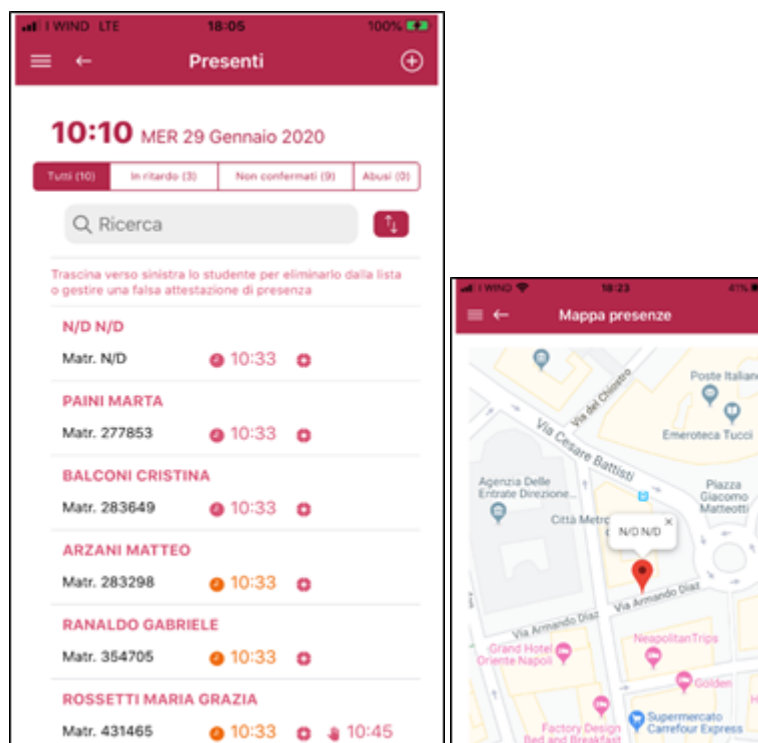 I WIND LTE 18:05 100%
Presenti
10:10 MER 29 Gennaio 2020
Tutti (10) In ritardo (3) Non confermati (9) Abusi (0)
Ricerca
Trascina verso sinistra lo studente per eliminarlo dalla lista
o gestire una falsa attestazione di presenza
N/D N/D
Matr. N/D 10:33
PAINI MARTA
Matr. 277853 10:33
BALCONI CRISTINA
Matr. 283649 10:33
ARZANI MATTEO
Matr. 283298 10:33
RANALDO GABRIELE
Matr. 354705 10:33
ROSSETTI MARIA GRAZIA
Matr. 431465 10:33 10:45
I WIND 18:23 41%
Mappa presenze
Poste Italiane
Via del Chiostro
Emeroteca Tucci
Via Cesare Battisti
Agenzia Delle
Entrate Direzione...
Piazza
Giacomo
Matteotti
Città Metro
N/D N/D
Via Armando Diaz
Via Armando Diaz
Grand Hotel
Oriente Napoli
NeapolitanTrips
Golden
Supermercato
Carrefour Express
Factory Design
Bed and Breakfast